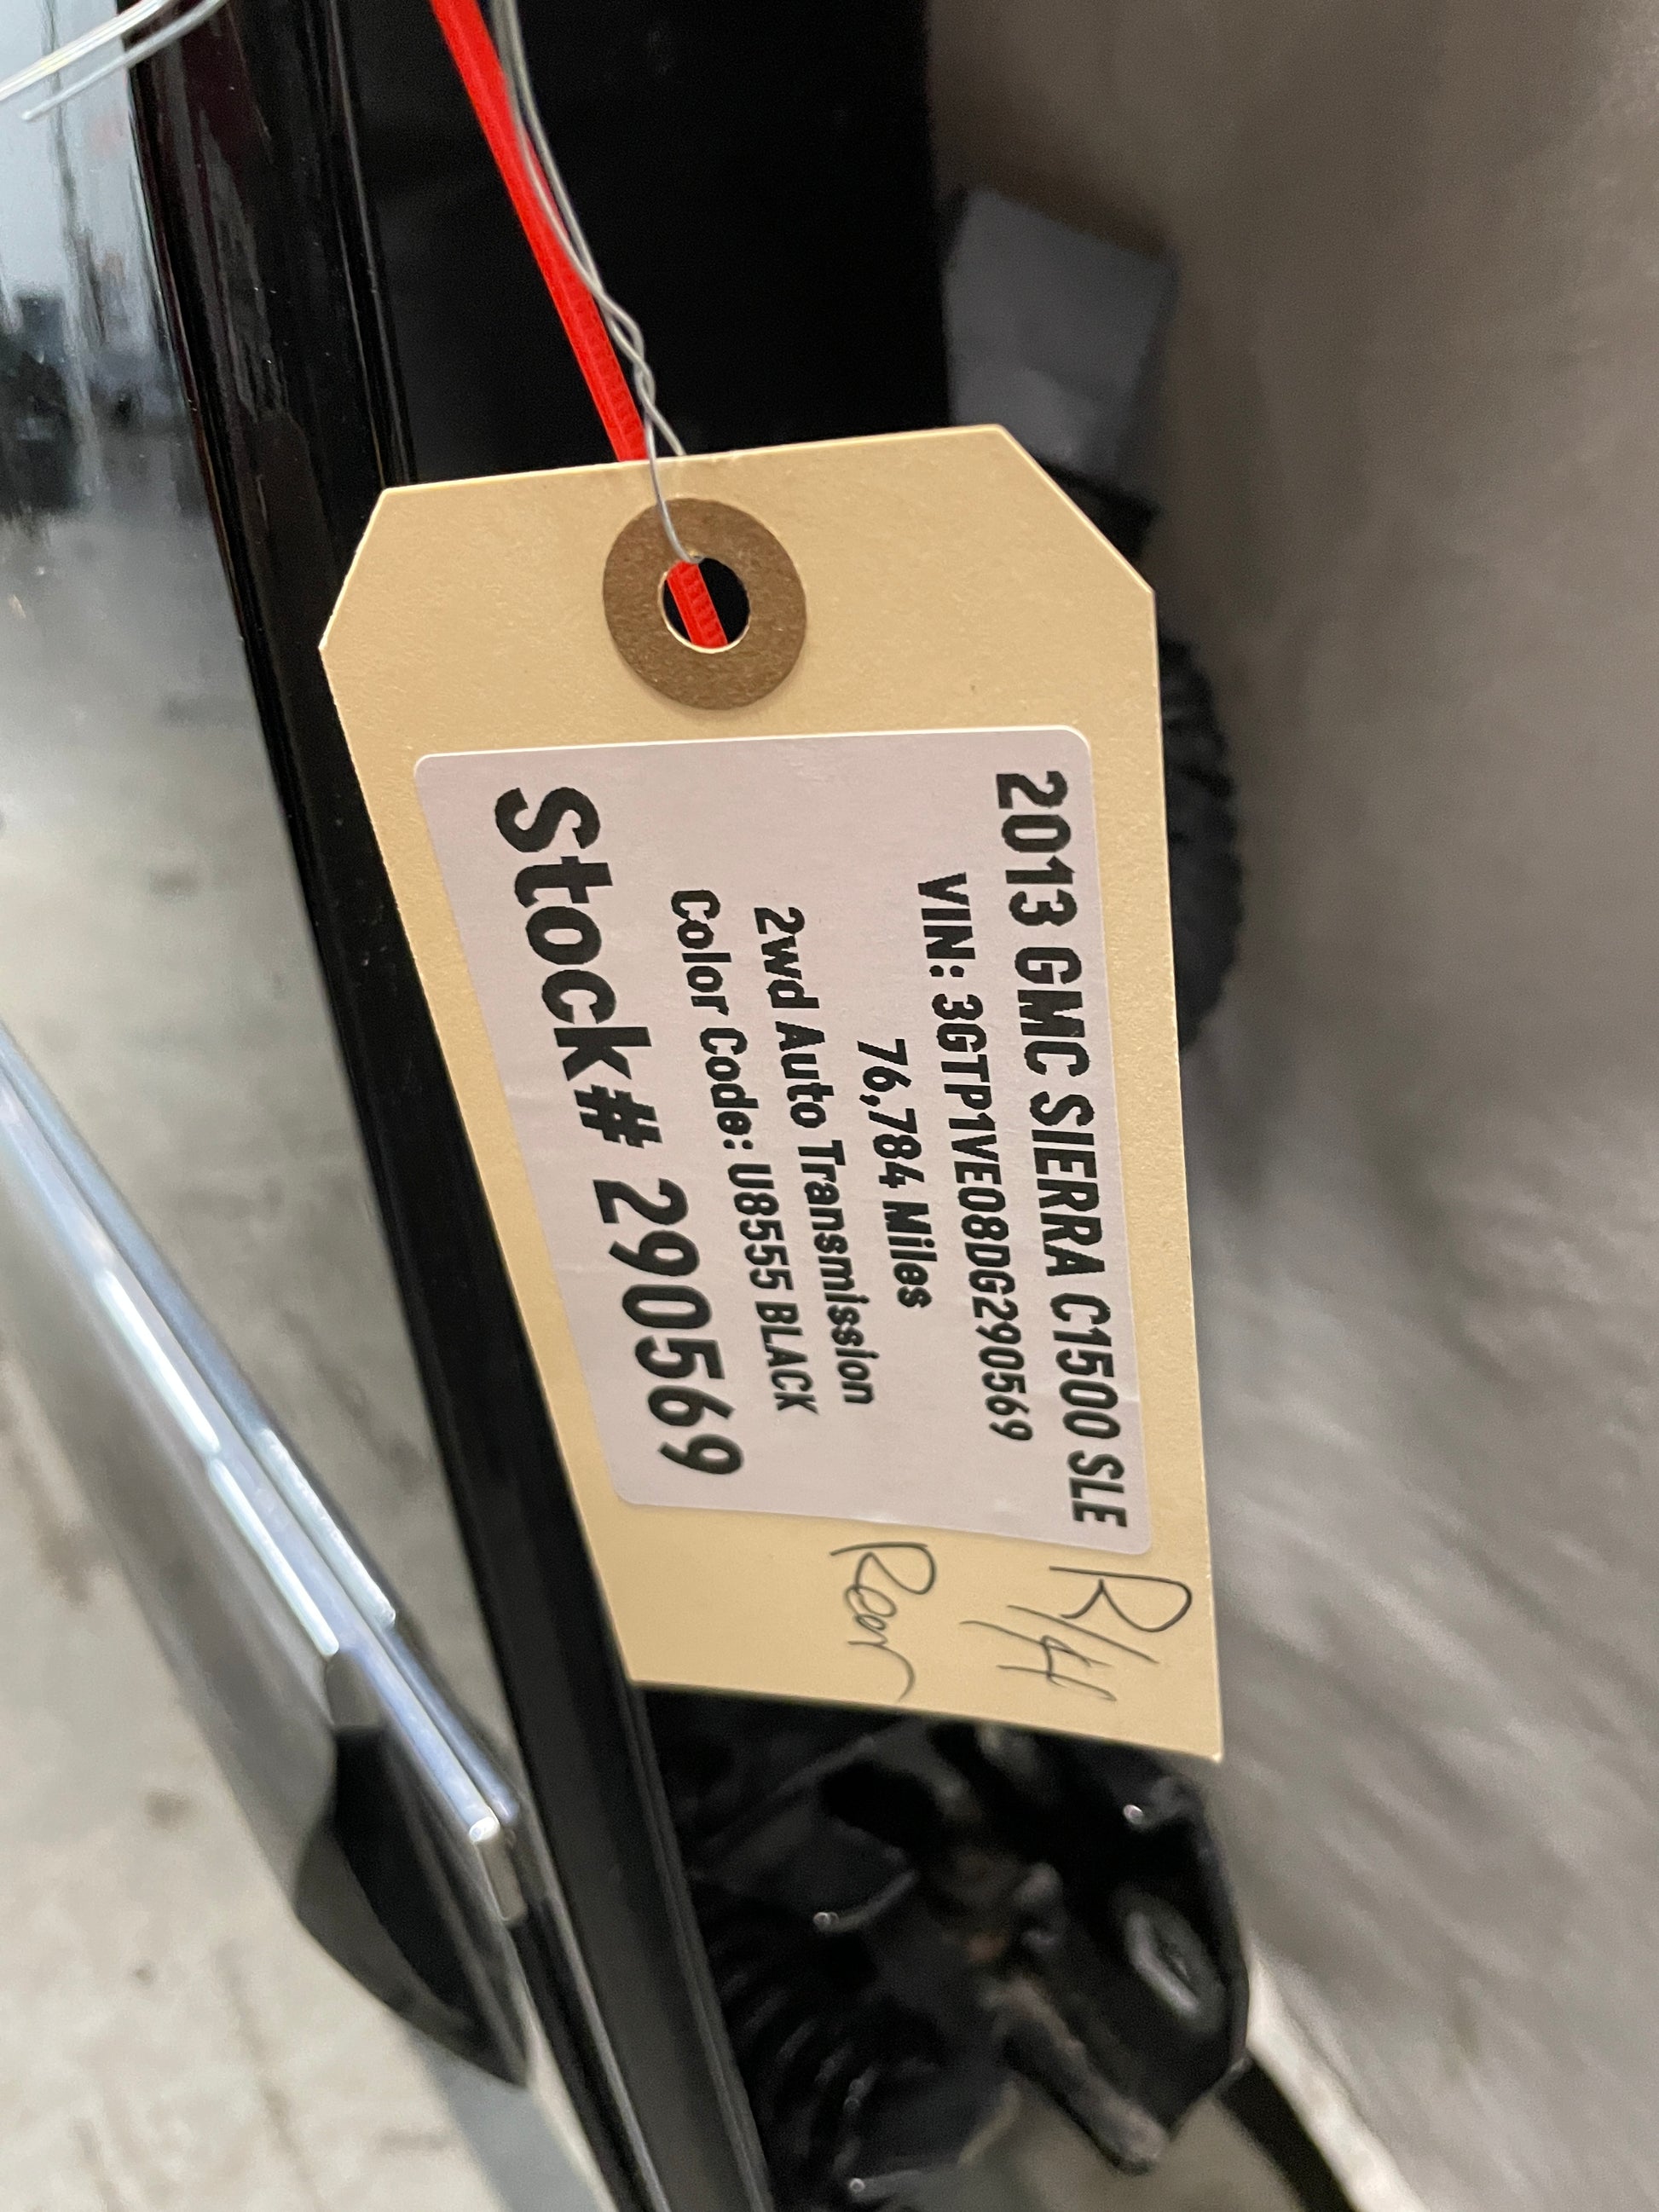 2013 GMC SIERRA C1500 SLE
VIN: 3GTP1VE08DG290569
76,784 Miles
2wd Auto Transmission
Color Code: U8555 BLACK
Stock# 290569
R/H
Rear